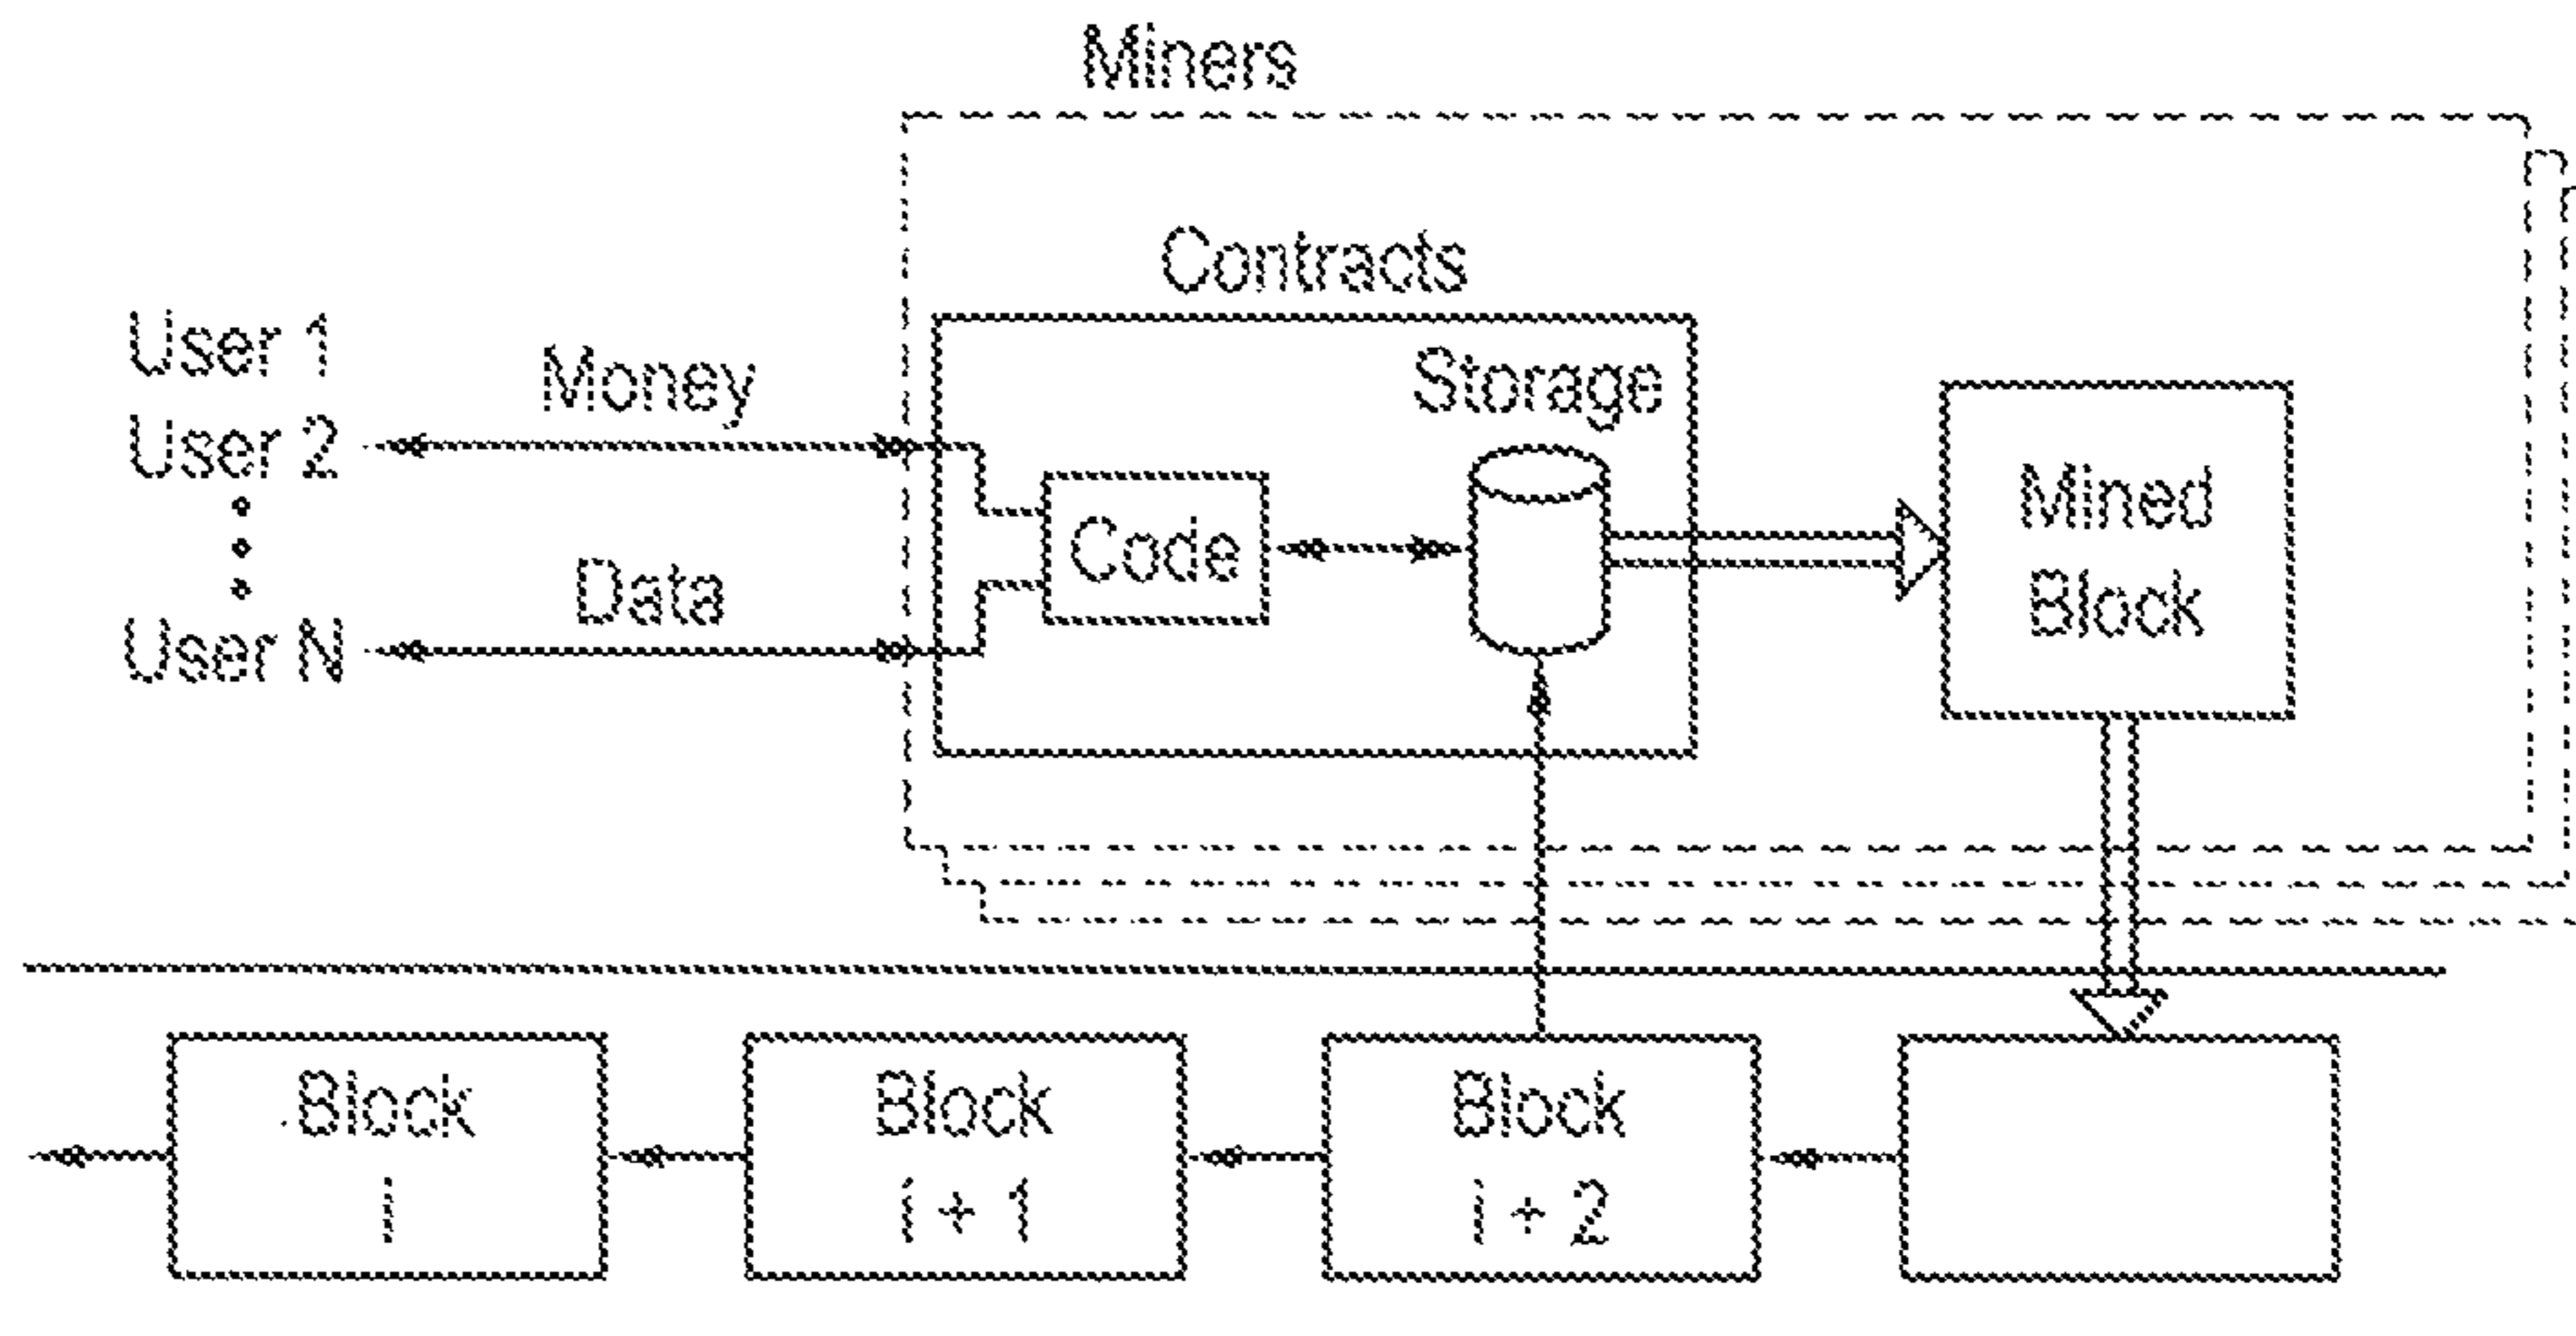 Miners
Contracts
User 1
User 2
User N
Money
Data
Storage
Code
Mined
Block
Block
i
Block
i + 1
Block
i + 2